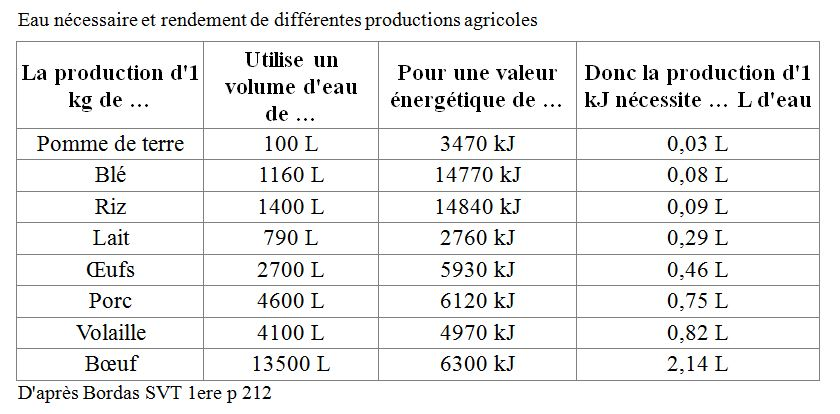 Eau nécessaire et rendement de différentes productions agricoles
La production d'1 kg de … Utilise un volume d'eau de … Pour une valeur énergétique de … Donc la production d'1 kJ nécessite … L d'eau
Pomme de terre 100 L 3470 kJ 0,03 L
Blé 1160 L 14770 kJ 0,08 L
Riz 1400 L 14840 kJ 0,09 L
Lait 790 L 2760 kJ 0,29 L
Œufs 2700 L 5930 kJ 0,46 L
Porc 4600 L 6120 kJ 0,75 L
Volaille 4100 L 4970 kJ 0,82 L
Bœuf 13500 L 6300 kJ 2,14 L
D'après Bordas SVT 1ere p 212